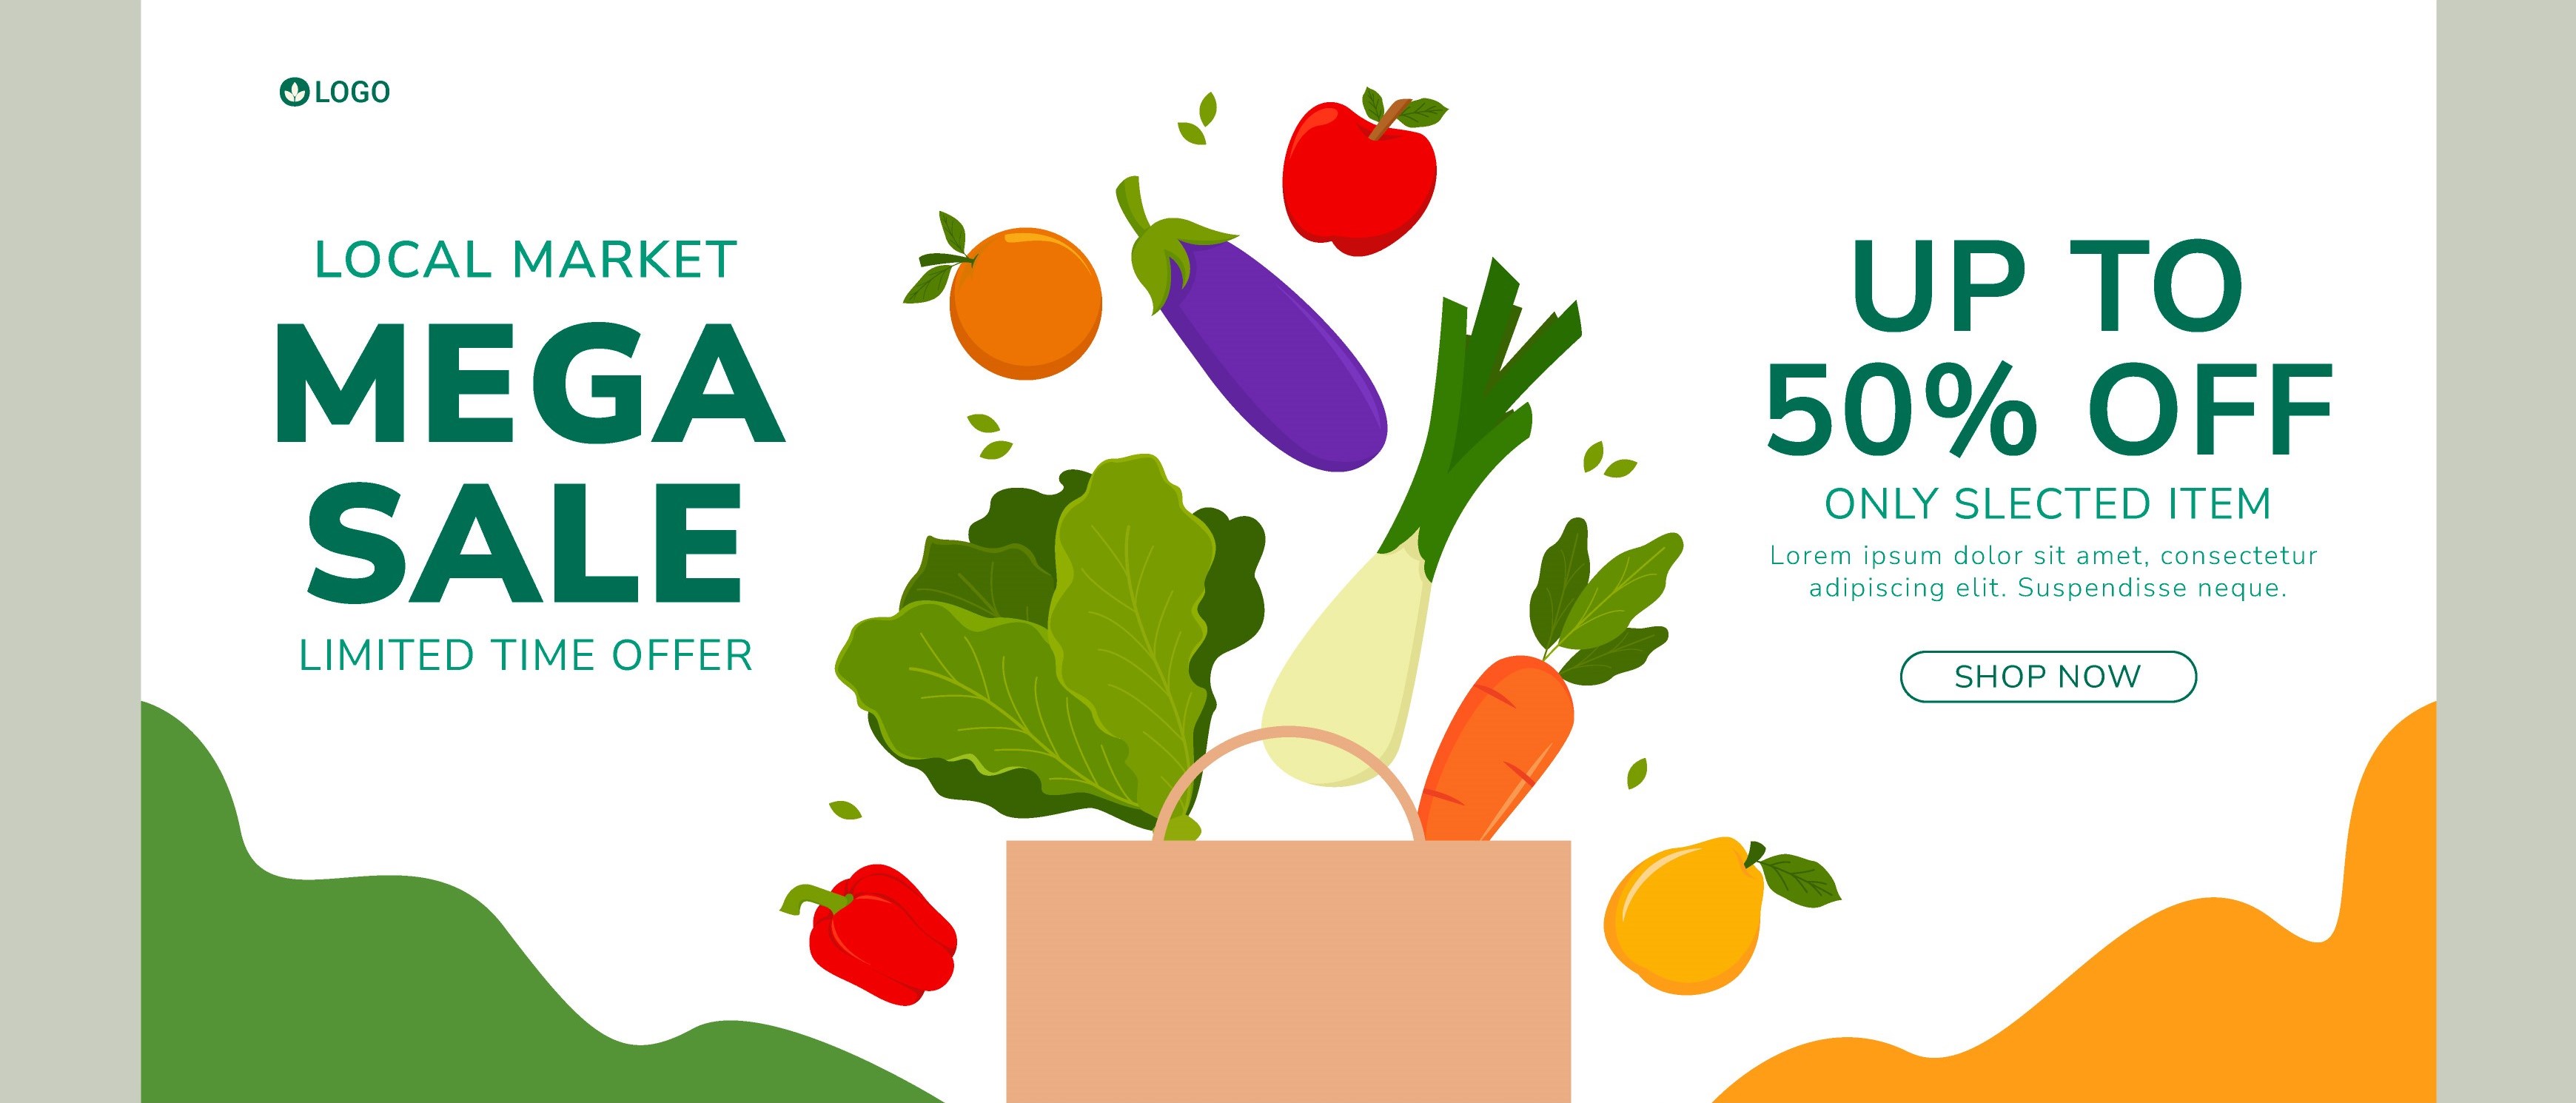 LOGO
LOCAL MARKET
MEGA
SALE
LIMITED TIME OFFER
UP TO
50% OFF
ONLY SLECTED ITEM
Lorem ipsum dolor sit amet, consectetur
adipiscing elit. Suspendisse neque.
SHOP NOW